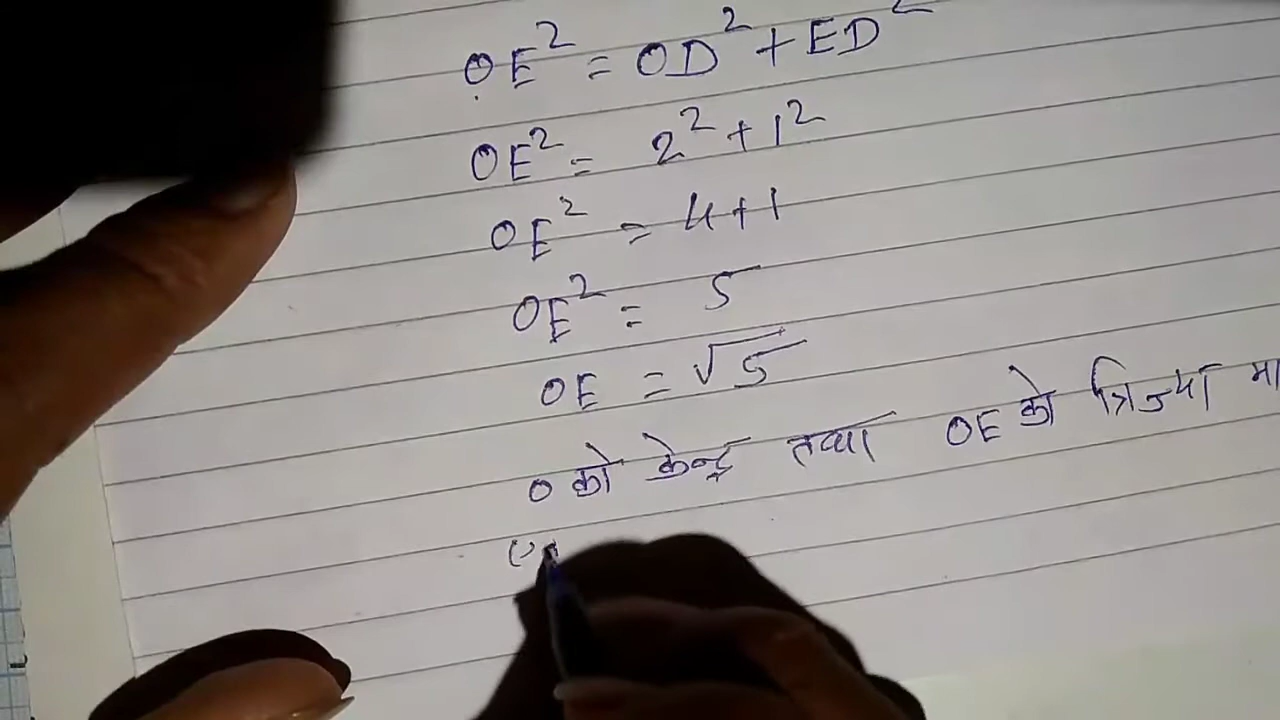 OE² = OD² + ED²
OE² = 2² + 1²
OE² = 4+1
OE² = 5
OE = √5
O को केन्द्र तथा OE को त्रिज्या मा